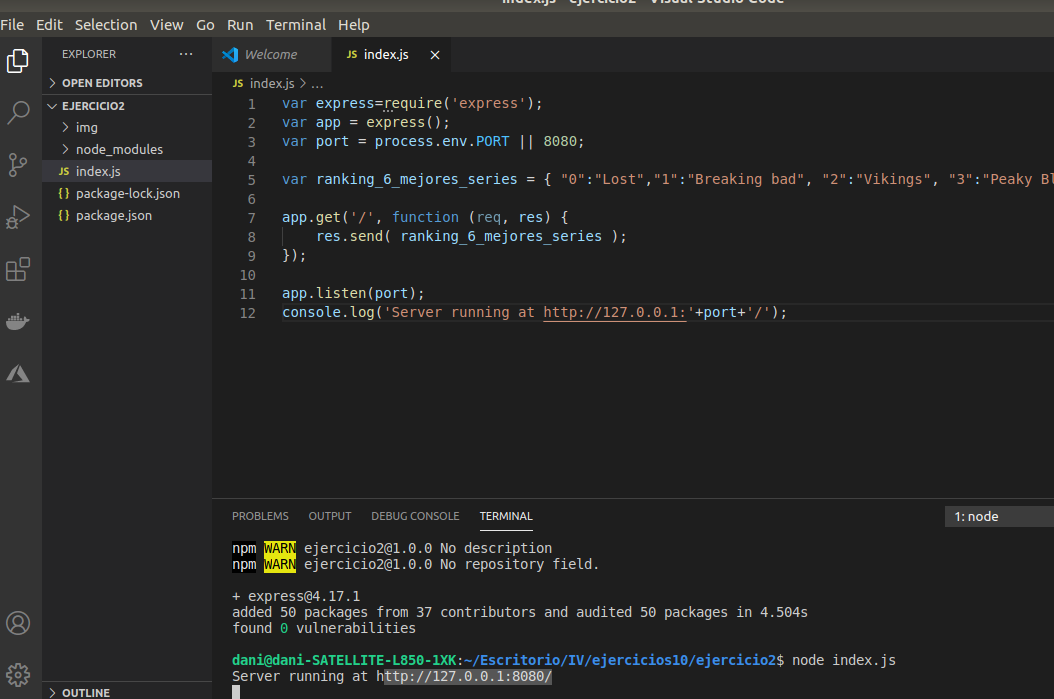 index.js - ejercicio2 - Visual Studio Code
File Edit Selection View Go Run Terminal Help
EXPLORER ...
OPEN EDITORS
EJERCICIO2
img
node_modules
JS index.js
{} package-lock.json
{} package.json
OUTLINE
Welcome JS index.js ×
JS index.js > ...
1 var express=require('express');
2 var app = express();
3 var port = process.env.PORT || 8080;
4
5 var ranking_6_mejores_series = { "0":"Lost","1":"Breaking bad", "2":"Vikings", "3":"Peaky Bl
6
7 app.get('/', function (req, res) {
8 res.send( ranking_6_mejores_series );
9 });
10
11 app.listen(port);
12 console.log('Server running at http://127.0.0.1:'+port+'/');
PROBLEMS OUTPUT DEBUG CONSOLE TERMINAL 1: node
npm WARN ejercicio2@1.0.0 No description
npm WARN ejercicio2@1.0.0 No repository field.
+ express@4.17.1
added 50 packages from 37 contributors and audited 50 packages in 4.504s
found 0 vulnerabilities
dani@dani-SATELLITE-L850-1XK:~/Escritorio/IV/ejercicios10/ejercicio2$ node index.js
Server running at http://127.0.0.1:8080/